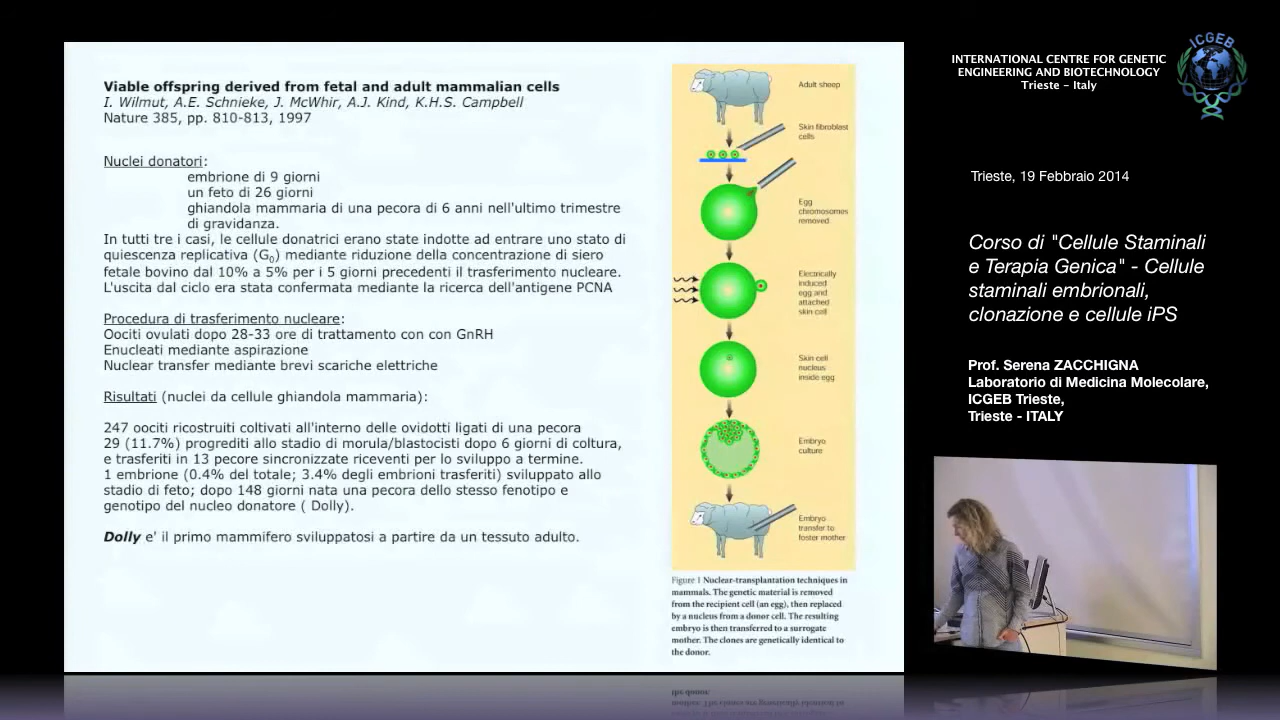 Viable offspring derived from fetal and adult mammalian cells
I. Wilmut, A.E. Schnieke, J. McWhir, A.J. Kind, K.H.S. Campbell
Nature 385, pp. 810-813, 1997
Nuclei donatori:
embrione di 9 giorni
un feto di 26 giorni
ghiandola mammaria di una pecora di 6 anni nell'ultimo trimestre
di gravidanza.
In tutti tre i casi, le cellule donatrici erano state indotte ad entrare uno stato di
quiescenza replicativa (G0) mediante riduzione della concentrazione di siero
fetale bovino dal 10% a 5% per i 5 giorni precedenti il trasferimento nucleare.
L'uscita dal ciclo era stata confermata mediante la ricerca dell'antigene PCNA
Procedura di trasferimento nucleare:
Oociti ovulati dopo 28-33 ore di trattamento con con GnRH
Enucleati mediante aspirazione
Nuclear transfer mediante brevi scariche elettriche
Risultati (nuclei da cellule ghiandola mammaria):
247 oociti ricostruiti coltivati all'interno delle ovidotti ligati di una pecora
29 (11.7%) progrediti allo stadio di morula/blastocisti dopo 6 giorni di coltura,
e trasferiti in 13 pecore sincronizzate riceventi per lo sviluppo a termine.
1 embrione (0.4% del totale; 3.4% degli embrioni trasferiti) sviluppato allo
stadio di feto; dopo 148 giorni nata una pecora dello stesso fenotipo e
genotipo del nucleo donatore ( Dolly).
Dolly e' il primo mammifero sviluppatosi a partire da un tessuto adulto.
Adult sheep
Skin fibroblast
cells
Egg
chromosomes
removed
Electrically
induced
egg and
attached
skin cell
Skin cell
nucleus
inside egg
Embryo
culture
Embryo
transfer to
foster mother
Figure 1 Nuclear-transplantation techniques in
mammals. The genetic material is removed
from the recipient cell (an egg), then replaced
by a nucleus from a donor cell. The resulting
embryo is then transferred to a surrogate
mother. The clones are genetically identical to
the donor.
INTERNATIONAL CENTRE FOR GENETIC
ENGINEERING AND BIOTECHNOLOGY
Trieste - Italy
ICGEB
Trieste, 19 Febbraio 2014
Corso di "Cellule Staminali
e Terapia Genica" - Cellule
staminali embrionali,
clonazione e cellule iPS
Prof. Serena ZACCHIGNA
Laboratorio di Medicina Molecolare,
ICGEB Trieste,
Trieste - ITALY